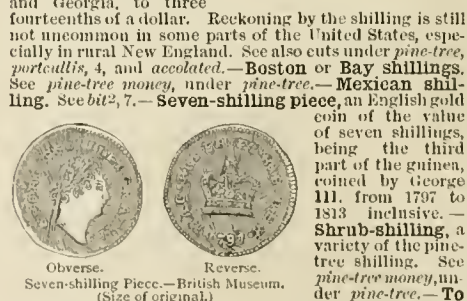 and Georgia, to three
fourteenths of a dollar. Reckoning by the shilling is still
not uncommon in some parts of the United States, espe-
cially in rural New England. See also cuts under pine-tree,
portcullis, 4, and accolated.—Boston or Bay shillings.
See pine-tree money, under pine-tree.—Mexican shil-
ling. See bit2, 7.—Seven-shilling piece, an English gold
coin of the value
of seven shillings,
being the third
part of the guinea,
coined by George
III. from 1797 to
1813 inclusive.—
Shrub-shilling, a
variety of the pine-
tree shilling. See
pine-tree money, un-
der pine-tree.—To
1797
Obverse.
Reverse.
Seven-shilling Piece.—British Museum.
(Size of original.)